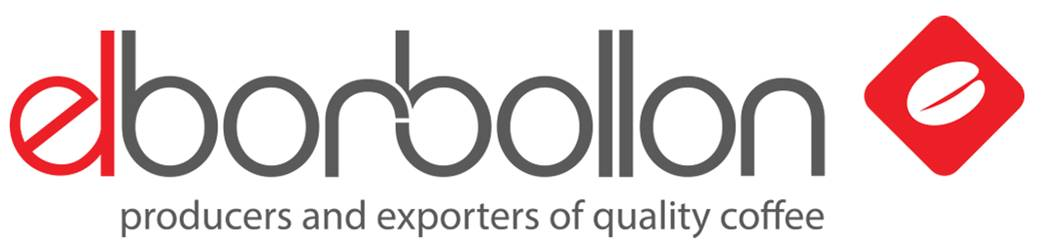 elborbollon
producers and exporters of quality coffee